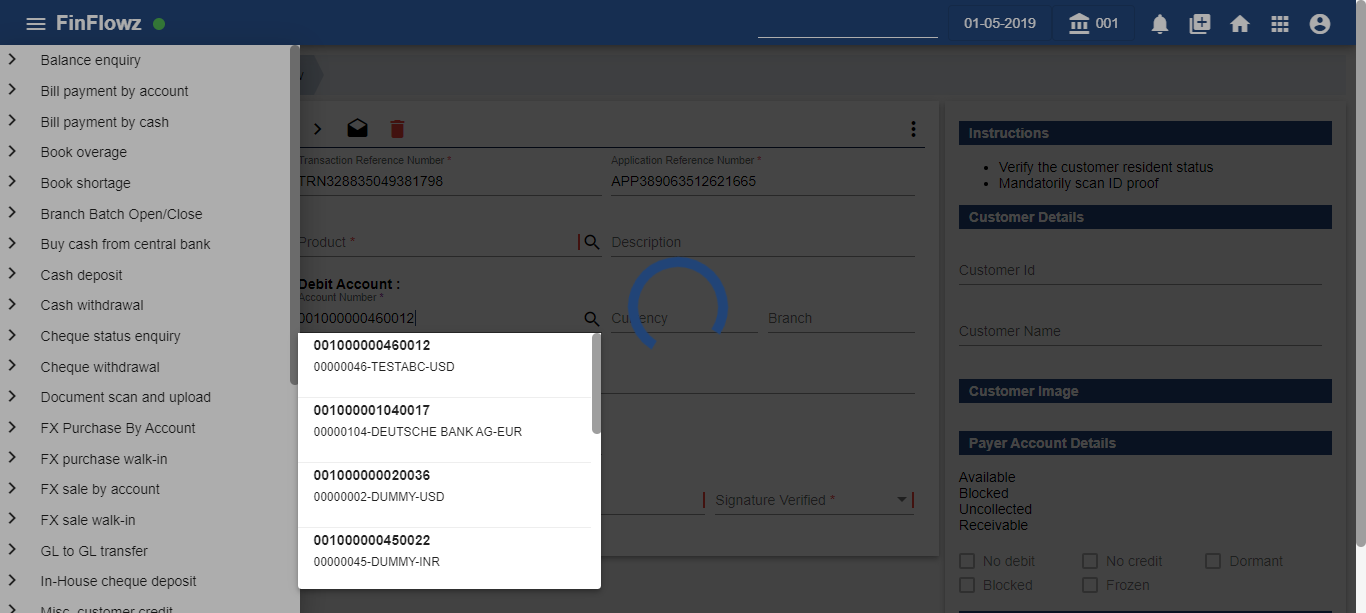 FinFlowz
01-05-2019
001
Balance enquiry
Bill payment by account
Bill payment by cash
Book overage
Book shortage
Branch Batch Open/Close
Buy cash from central bank
Cash deposit
Cash withdrawal
Cheque status enquiry
Cheque withdrawal
Document scan and upload
FX Purchase By Account
FX purchase walk-in
FX sale by account
FX sale walk-in
GL to GL transfer
In-House cheque deposit
Misc. customer credit
Transaction Reference Number *
TRN328835049381798
Application Reference Number *
APP389063512621665
Product *
Description
Debit Account :
Account Number *
001000000460012
Currency
Branch
001000000460012
00000046-TESTABC-USD
001000001040017
00000104-DEUTSCHE BANK AG-EUR
001000000020036
00000002-DUMMY-USD
001000000450022
00000045-DUMMY-INR
Signature Verified *
Instructions
• Verify the customer resident status
• Mandatorily scan ID proof
Customer Details
Customer Id
Customer Name
Customer Image
Payer Account Details
Available
Blocked
Uncollected
Receivable
No debit
No credit
Dormant
Blocked
Frozen